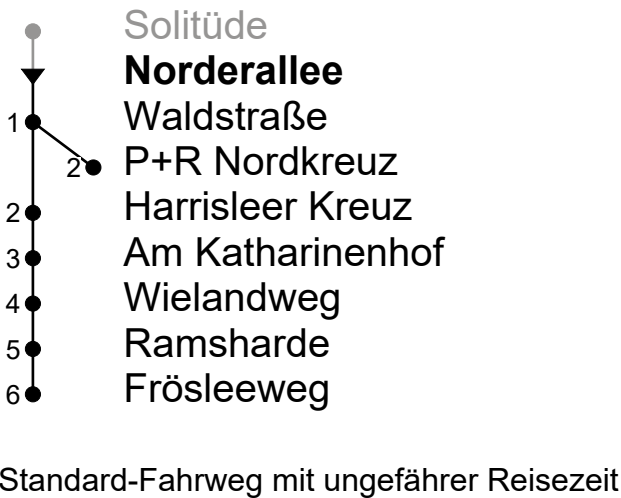 Solitüde
Norderallee
1 Waldstraße
2 P+R Nordkreuz
2 Harrisleer Kreuz
3 Am Katharinenhof
4 Wielandweg
5 Ramsharde
6 Frösleeweg
Standard-Fahrweg mit ungefährer Reisezeit